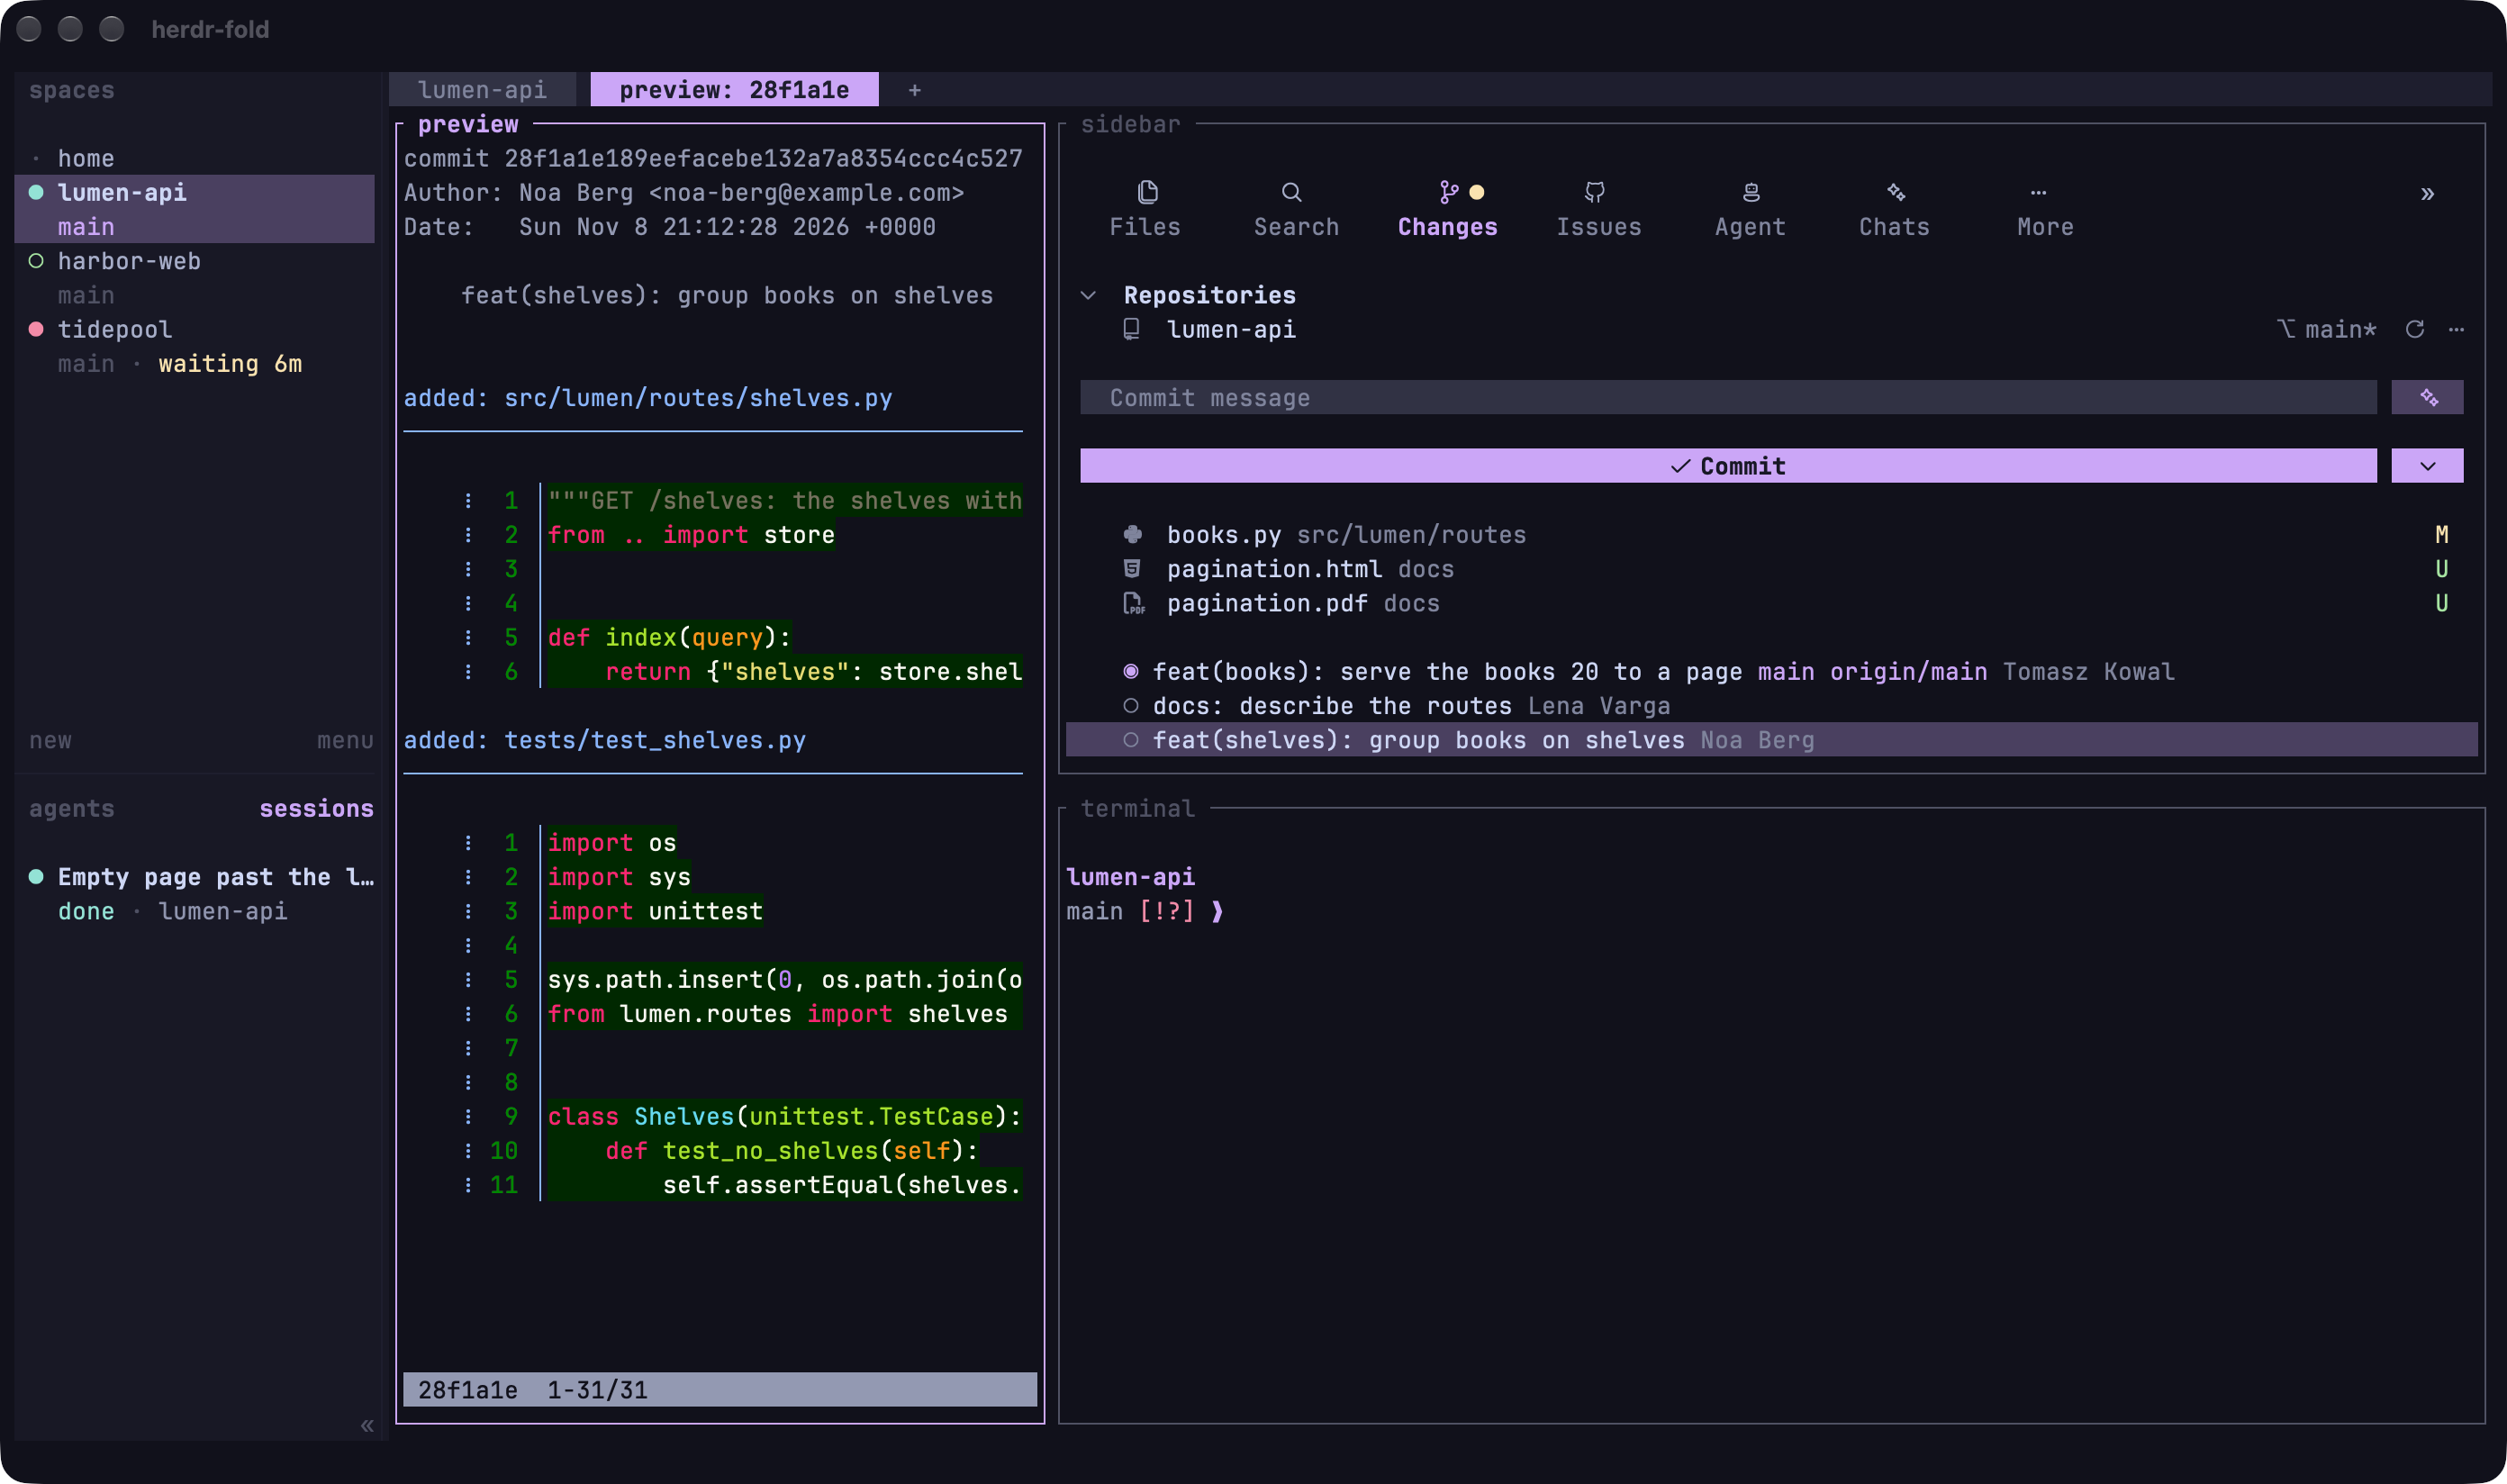 herdr-fold
spaces
· home
lumen-api
main
harbor-web
main
tidepool
main · waiting 6m
new menu
agents sessions
Empty page past the l…
done · lumen-api
«
lumen-api preview: 28f1a1e +
preview
commit 28f1a1e189eefacebe132a7a8354ccc4c527
Author: Noa Berg <noa-berg@example.com>
Date: Sun Nov 8 21:12:28 2026 +0000
feat(shelves): group books on shelves
added: src/lumen/routes/shelves.py
⋮ 1 """GET /shelves: the shelves with
⋮ 2 from .. import store
⋮ 3
⋮ 4
⋮ 5 def index(query):
⋮ 6 return {"shelves": store.shel
added: tests/test_shelves.py
⋮ 1 import os
⋮ 2 import sys
⋮ 3 import unittest
⋮ 4
⋮ 5 sys.path.insert(0, os.path.join(o
⋮ 6 from lumen.routes import shelves
⋮ 7
⋮ 8
⋮ 9 class Shelves(unittest.TestCase):
⋮ 10 def test_no_shelves(self):
⋮ 11 self.assertEqual(shelves.
28f1a1e 1-31/31
sidebar
»
Files Search Changes Issues Agent Chats More
Repositories
lumen-api main* ⋯
Commit message
✓ Commit
books.py src/lumen/routes M
pagination.html docs U
pagination.pdf docs U
feat(books): serve the books 20 to a page main origin/main Tomasz Kowal
docs: describe the routes Lena Varga
feat(shelves): group books on shelves Noa Berg
terminal
lumen-api
main [!?] ❱